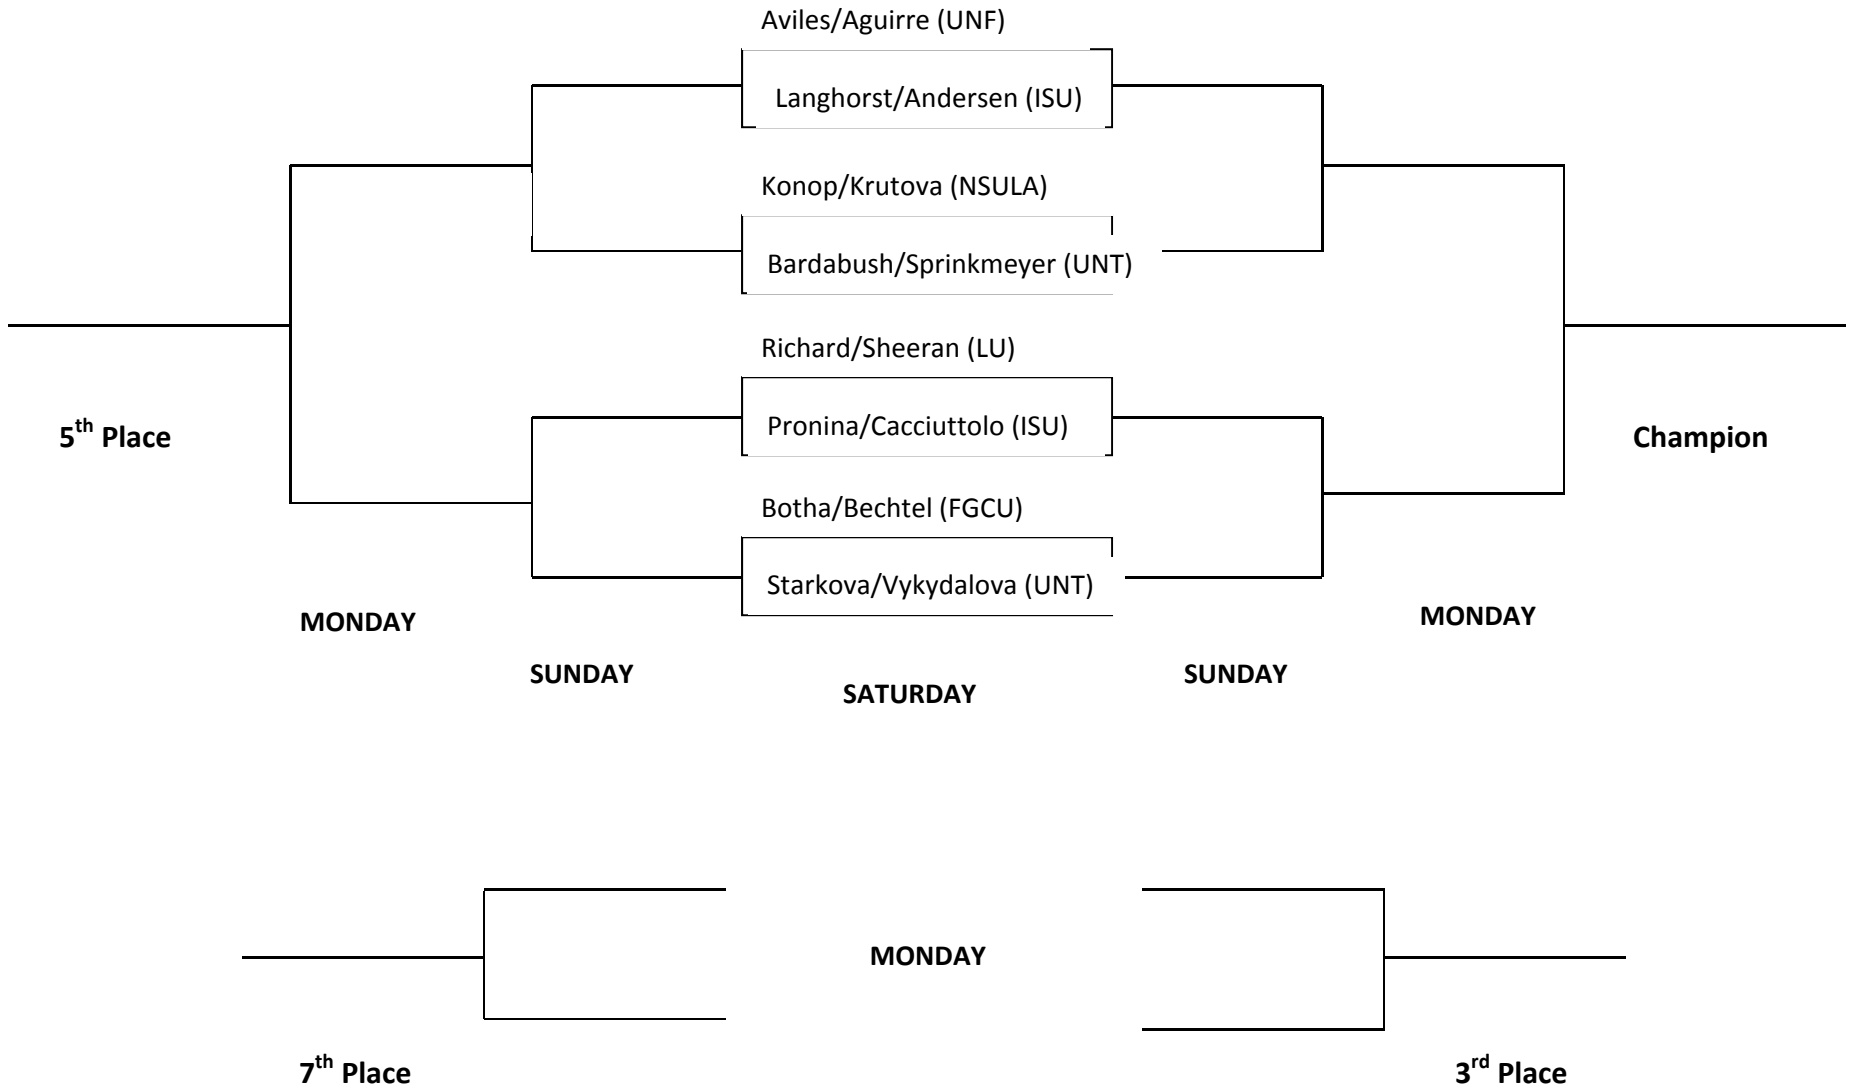 Aviles/Aguirre (UNF)
Langhorst/Andersen (ISU)
Konop/Krutova (NSULA)
Bardabush/Sprinkmeyer (UNT)
Richard/Sheeran (LU)
Pronina/Cacciuttolo (ISU)
5th Place
Champion
Botha/Bechtel (FGCU)
Starkova/Vykydalova (UNT)
MONDAY
MONDAY
SUNDAY
SUNDAY
SATURDAY
MONDAY
7th Place
3rd Place